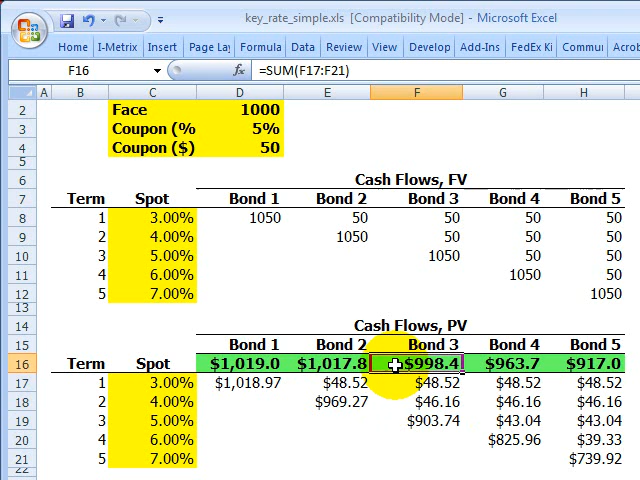 key_rate_simple.xls [Compatibility Mode] - Microsoft Excel
Home I-Metrix Insert Page La Formula Data Review View Develop Add-Ins FedEx Ki Commu Acrob
F16 fx =SUM(F17:F21)
A B C D E F G H
2 Face 1000
3 Coupon (% 5%
4 Coupon ($) 50
5
6 Cash Flows, FV
7 Term Spot Bond 1 Bond 2 Bond 3 Bond 4 Bond 5
8 1 3.00% 1050 50 50 50 50
9 2 4.00% 1050 50 50 50
10 3 5.00% 1050 50 50
11 4 6.00% 1050 50
12 5 7.00% 1050
13
14 Cash Flows, PV
15 Bond 1 Bond 2 Bond 3 Bond 4 Bond 5
16 Term Spot $1,019.0 $1,017.8 $998.4 $963.7 $917.0
17 1 3.00% $1,018.97 $48.52 $48.52 $48.52 $48.52
18 2 4.00% $969.27 $46.16 $46.16 $46.16
19 3 5.00% $903.74 $43.04 $43.04
20 4 6.00% $825.96 $39.33
21 5 7.00% $739.92
22